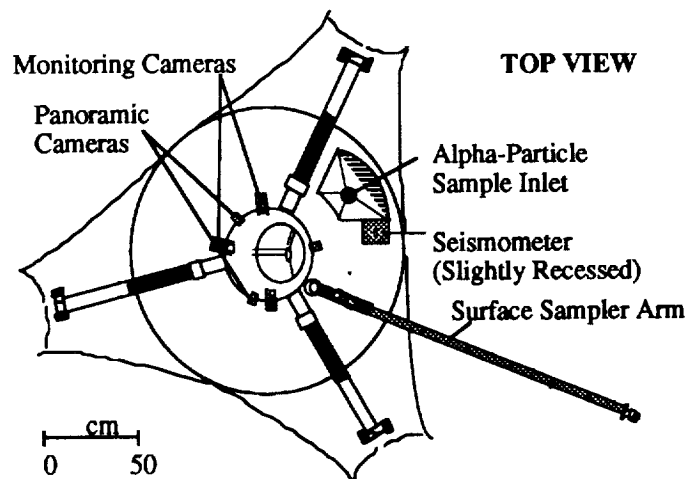 TOP VIEW
Monitoring Cameras
Panoramic
Cameras
Alpha-Particle
Sample Inlet
Seismometer
(Slightly Recessed)
Surface Sampler Arm
cm
0 50